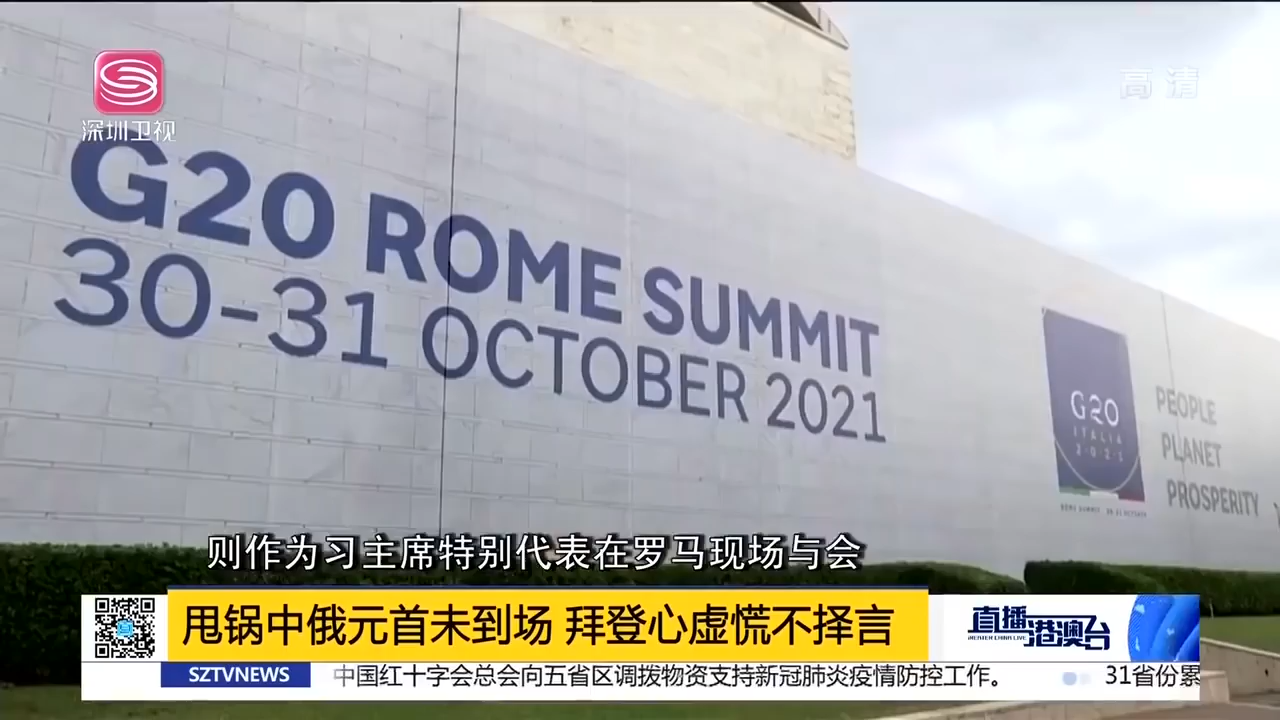 高清
深圳卫视
G20 ROME SUMMIT
30-31 OCTOBER 2021
G20
ITALIA
2021
PEOPLE
PLANET
PROSPERITY
则作为习主席特别代表在罗马现场与会
甩锅中俄元首未到场 拜登心虚慌不择言
直播港澳台
SZTVNEWS
中国红十字会总会向五省区调拨物资支持新冠肺炎疫情防控工作。
31省份累